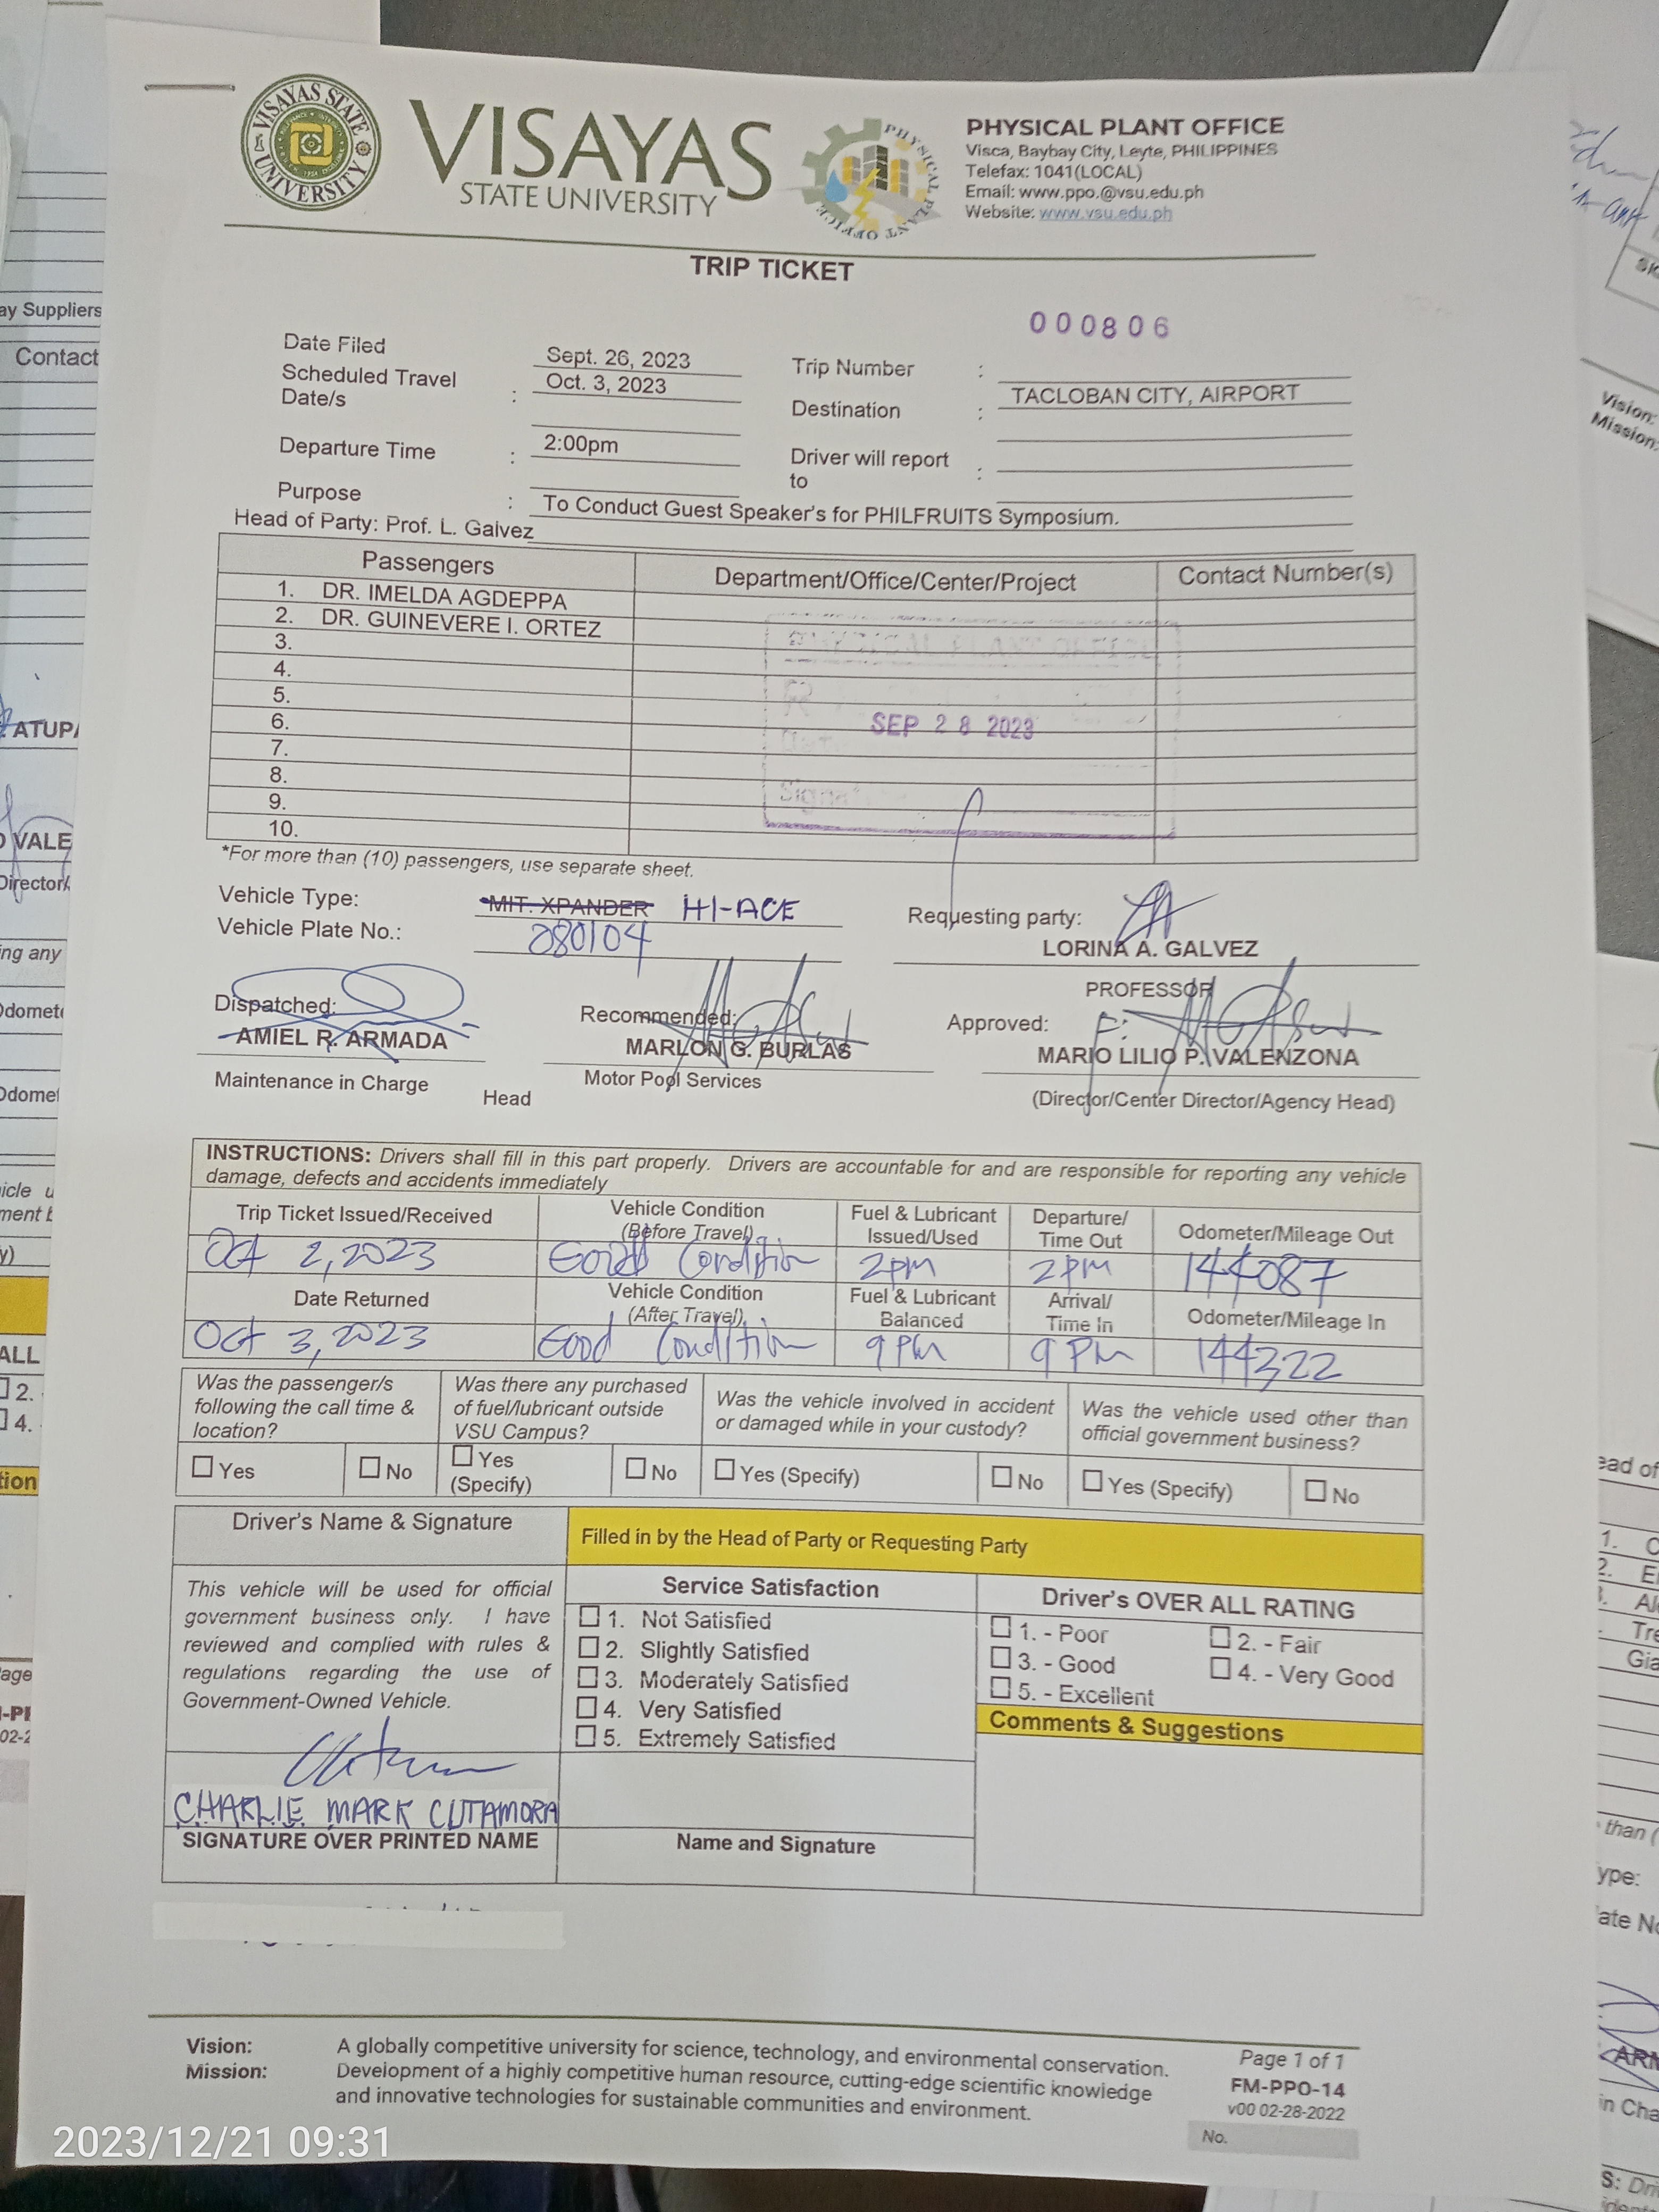 VISAYAS STATE UNIVERSITY
VISAYAS
STATE UNIVERSITY
PHYSICAL PLANT OFFICE
PHYSICAL PLANT OFFICE
Visca, Baybay City, Leyte, PHILIPPINES
Telefax: 1041(LOCAL)
Email: www.ppo.@vsu.edu.ph
Website: www.vsu.edu.ph
TRIP TICKET
000806
Date Filed Sept. 26, 2023 Trip Number :
Scheduled Travel Date/s : Oct. 3, 2023 Destination : TACLOBAN CITY, AIRPORT
Departure Time : 2:00pm Driver will report to :
Purpose : To Conduct Guest Speaker's for PHILFRUITS Symposium.
Head of Party: Prof. L. Galvez
Passengers Department/Office/Center/Project Contact Number(s)
1. DR. IMELDA AGDEPPA
2. DR. GUINEVERE I. ORTEZ
3.
4.
5.
6.
7.
8.
9.
10.
PHYSICAL PLANT OFFICE
SEP 28 2023
*For more than (10) passengers, use separate sheet.
Vehicle Type: MIT. XPANDER HI-ACE
Vehicle Plate No.: 080104
Requesting party:
LORINA A. GALVEZ
PROFESSOR
Dispatched: Recommended: Approved: F:
AMIEL R. ARMADA MARLON G. BURLAS MARIO LILIO P. VALENZONA
Maintenance in Charge Head Motor Pool Services (Director/Center Director/Agency Head)
INSTRUCTIONS: Drivers shall fill in this part properly. Drivers are accountable for and are responsible for reporting any vehicle
damage, defects and accidents immediately
Trip Ticket Issued/Received Vehicle Condition (Before Travel) Fuel & Lubricant Issued/Used Departure/ Time Out Odometer/Mileage Out
Oct 2, 2023 Good Condition 2pm 2pm 144087
Date Returned Vehicle Condition (After Travel) Fuel & Lubricant Balanced Arrival/ Time In Odometer/Mileage In
Oct 3, 2023 Good Condition 9 PM 9 PM 144322
Was the passenger/s following the call time & location? Was there any purchased of fuel/lubricant outside VSU Campus? Was the vehicle involved in accident or damaged while in your custody? Was the vehicle used other than official government business?
Yes No Yes (Specify) No Yes (Specify) No Yes (Specify) No
Driver's Name & Signature
Filled in by the Head of Party or Requesting Party
This vehicle will be used for official
government business only. I have
reviewed and complied with rules &
regulations regarding the use of
Government-Owned Vehicle.
CHARLIE MARK CUTAMORA
SIGNATURE OVER PRINTED NAME
Service Satisfaction
1. Not Satisfied
2. Slightly Satisfied
3. Moderately Satisfied
4. Very Satisfied
5. Extremely Satisfied
Name and Signature
Driver's OVER ALL RATING
1. - Poor 2. - Fair
3. - Good 4. - Very Good
5. - Excellent
Comments & Suggestions
Vision: A globally competitive university for science, technology, and environmental conservation.
Mission: Development of a highly competitive human resource, cutting-edge scientific knowledge
and innovative technologies for sustainable communities and environment.
Page 1 of 1
FM-PPO-14
v00 02-28-2022
No.
2023/12/21 09:31
ay Suppliers
Contact
Vision:
Mission: